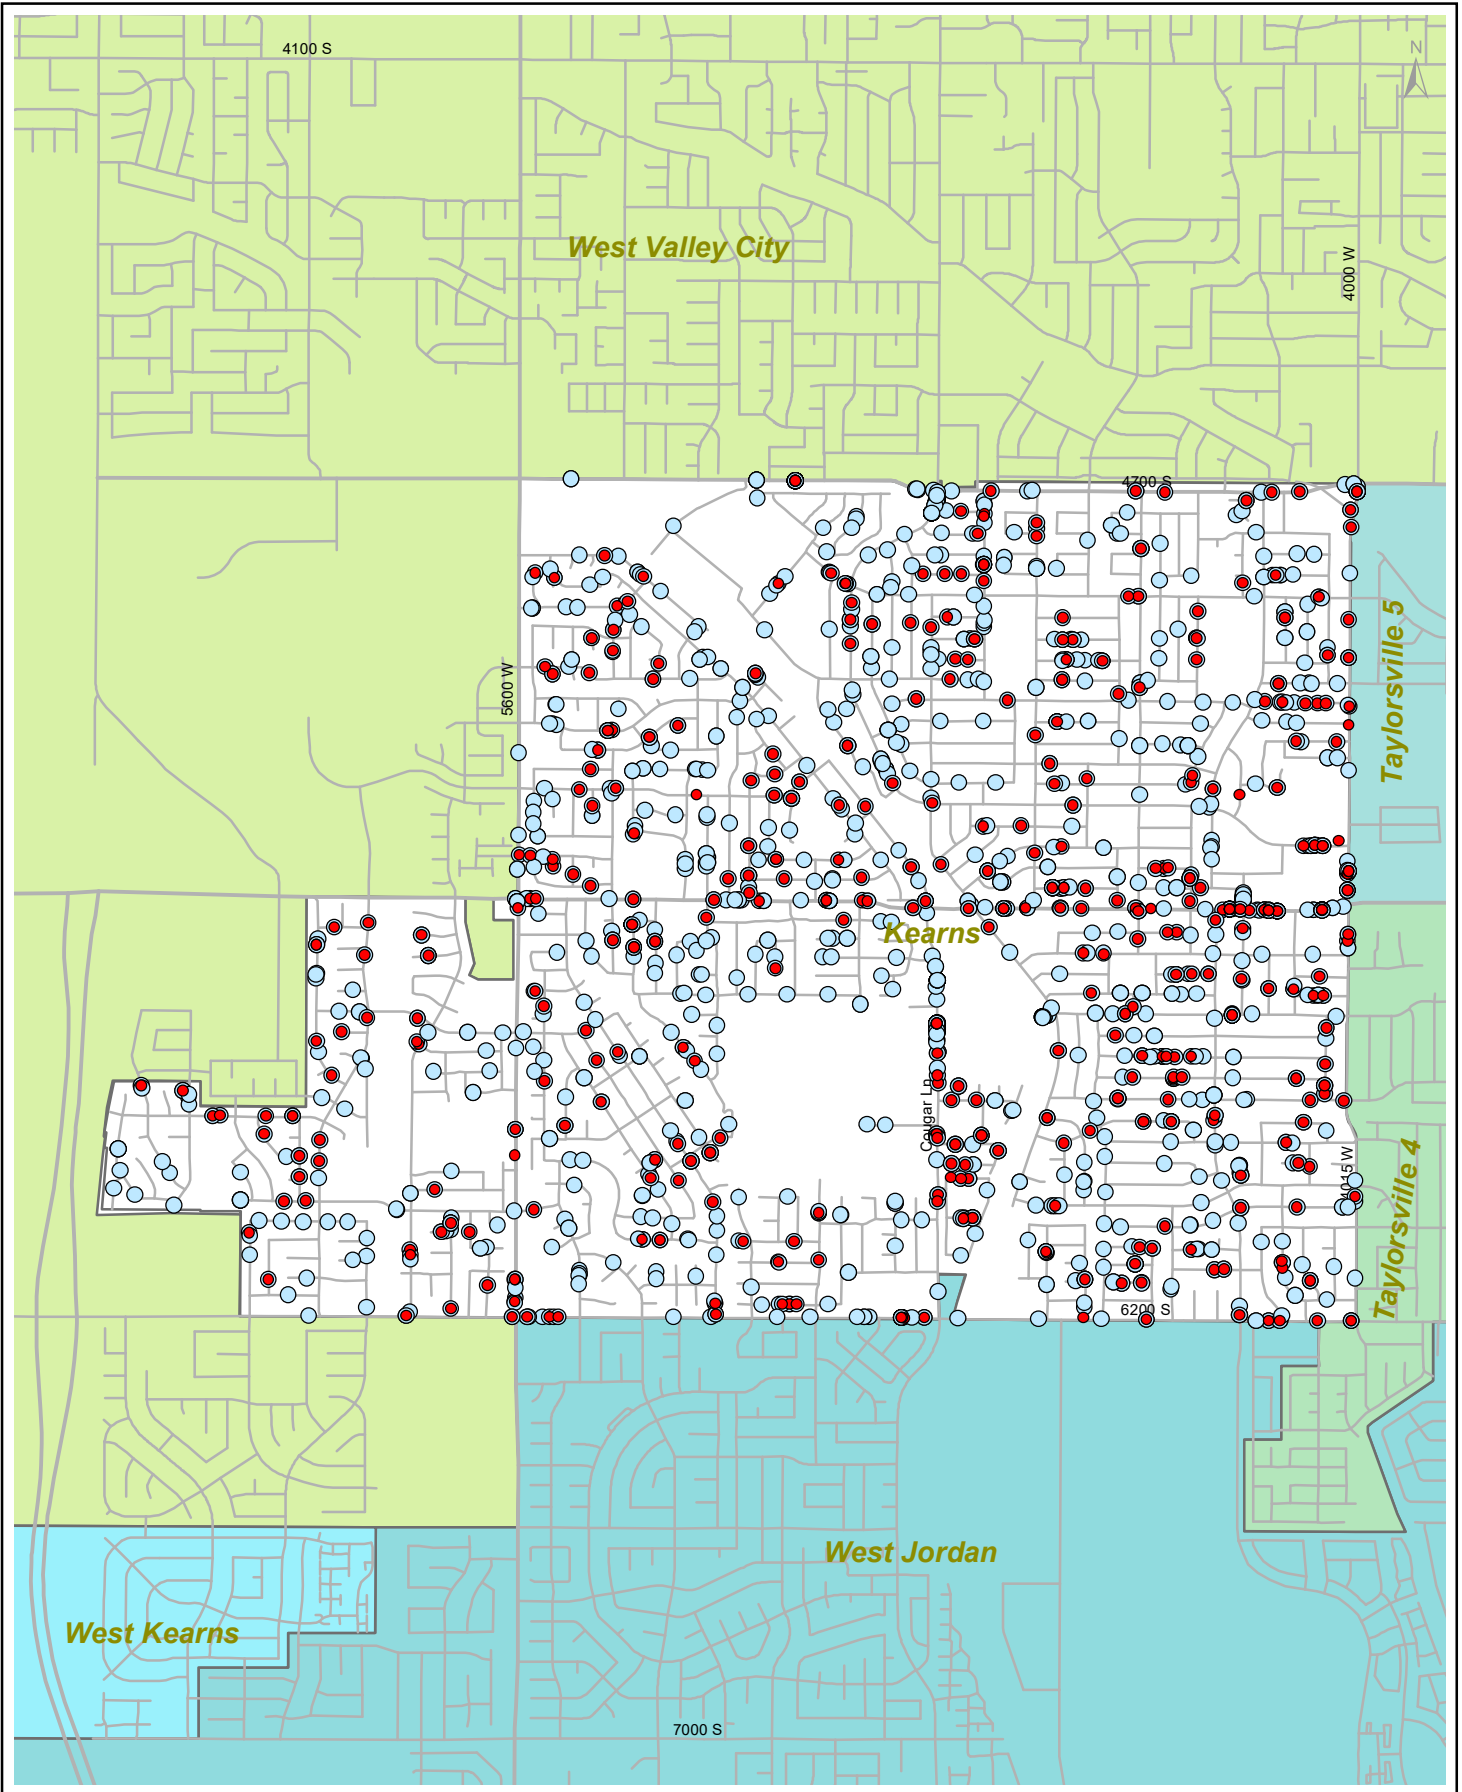 4100 S
N
West Valley City
4000 W
4700 S
Taylorsville 5
5600 W
Kearns
Cougar Ln
4015 W
Taylorsville 4
6200 S
West Jordan
West Kearns
7000 S